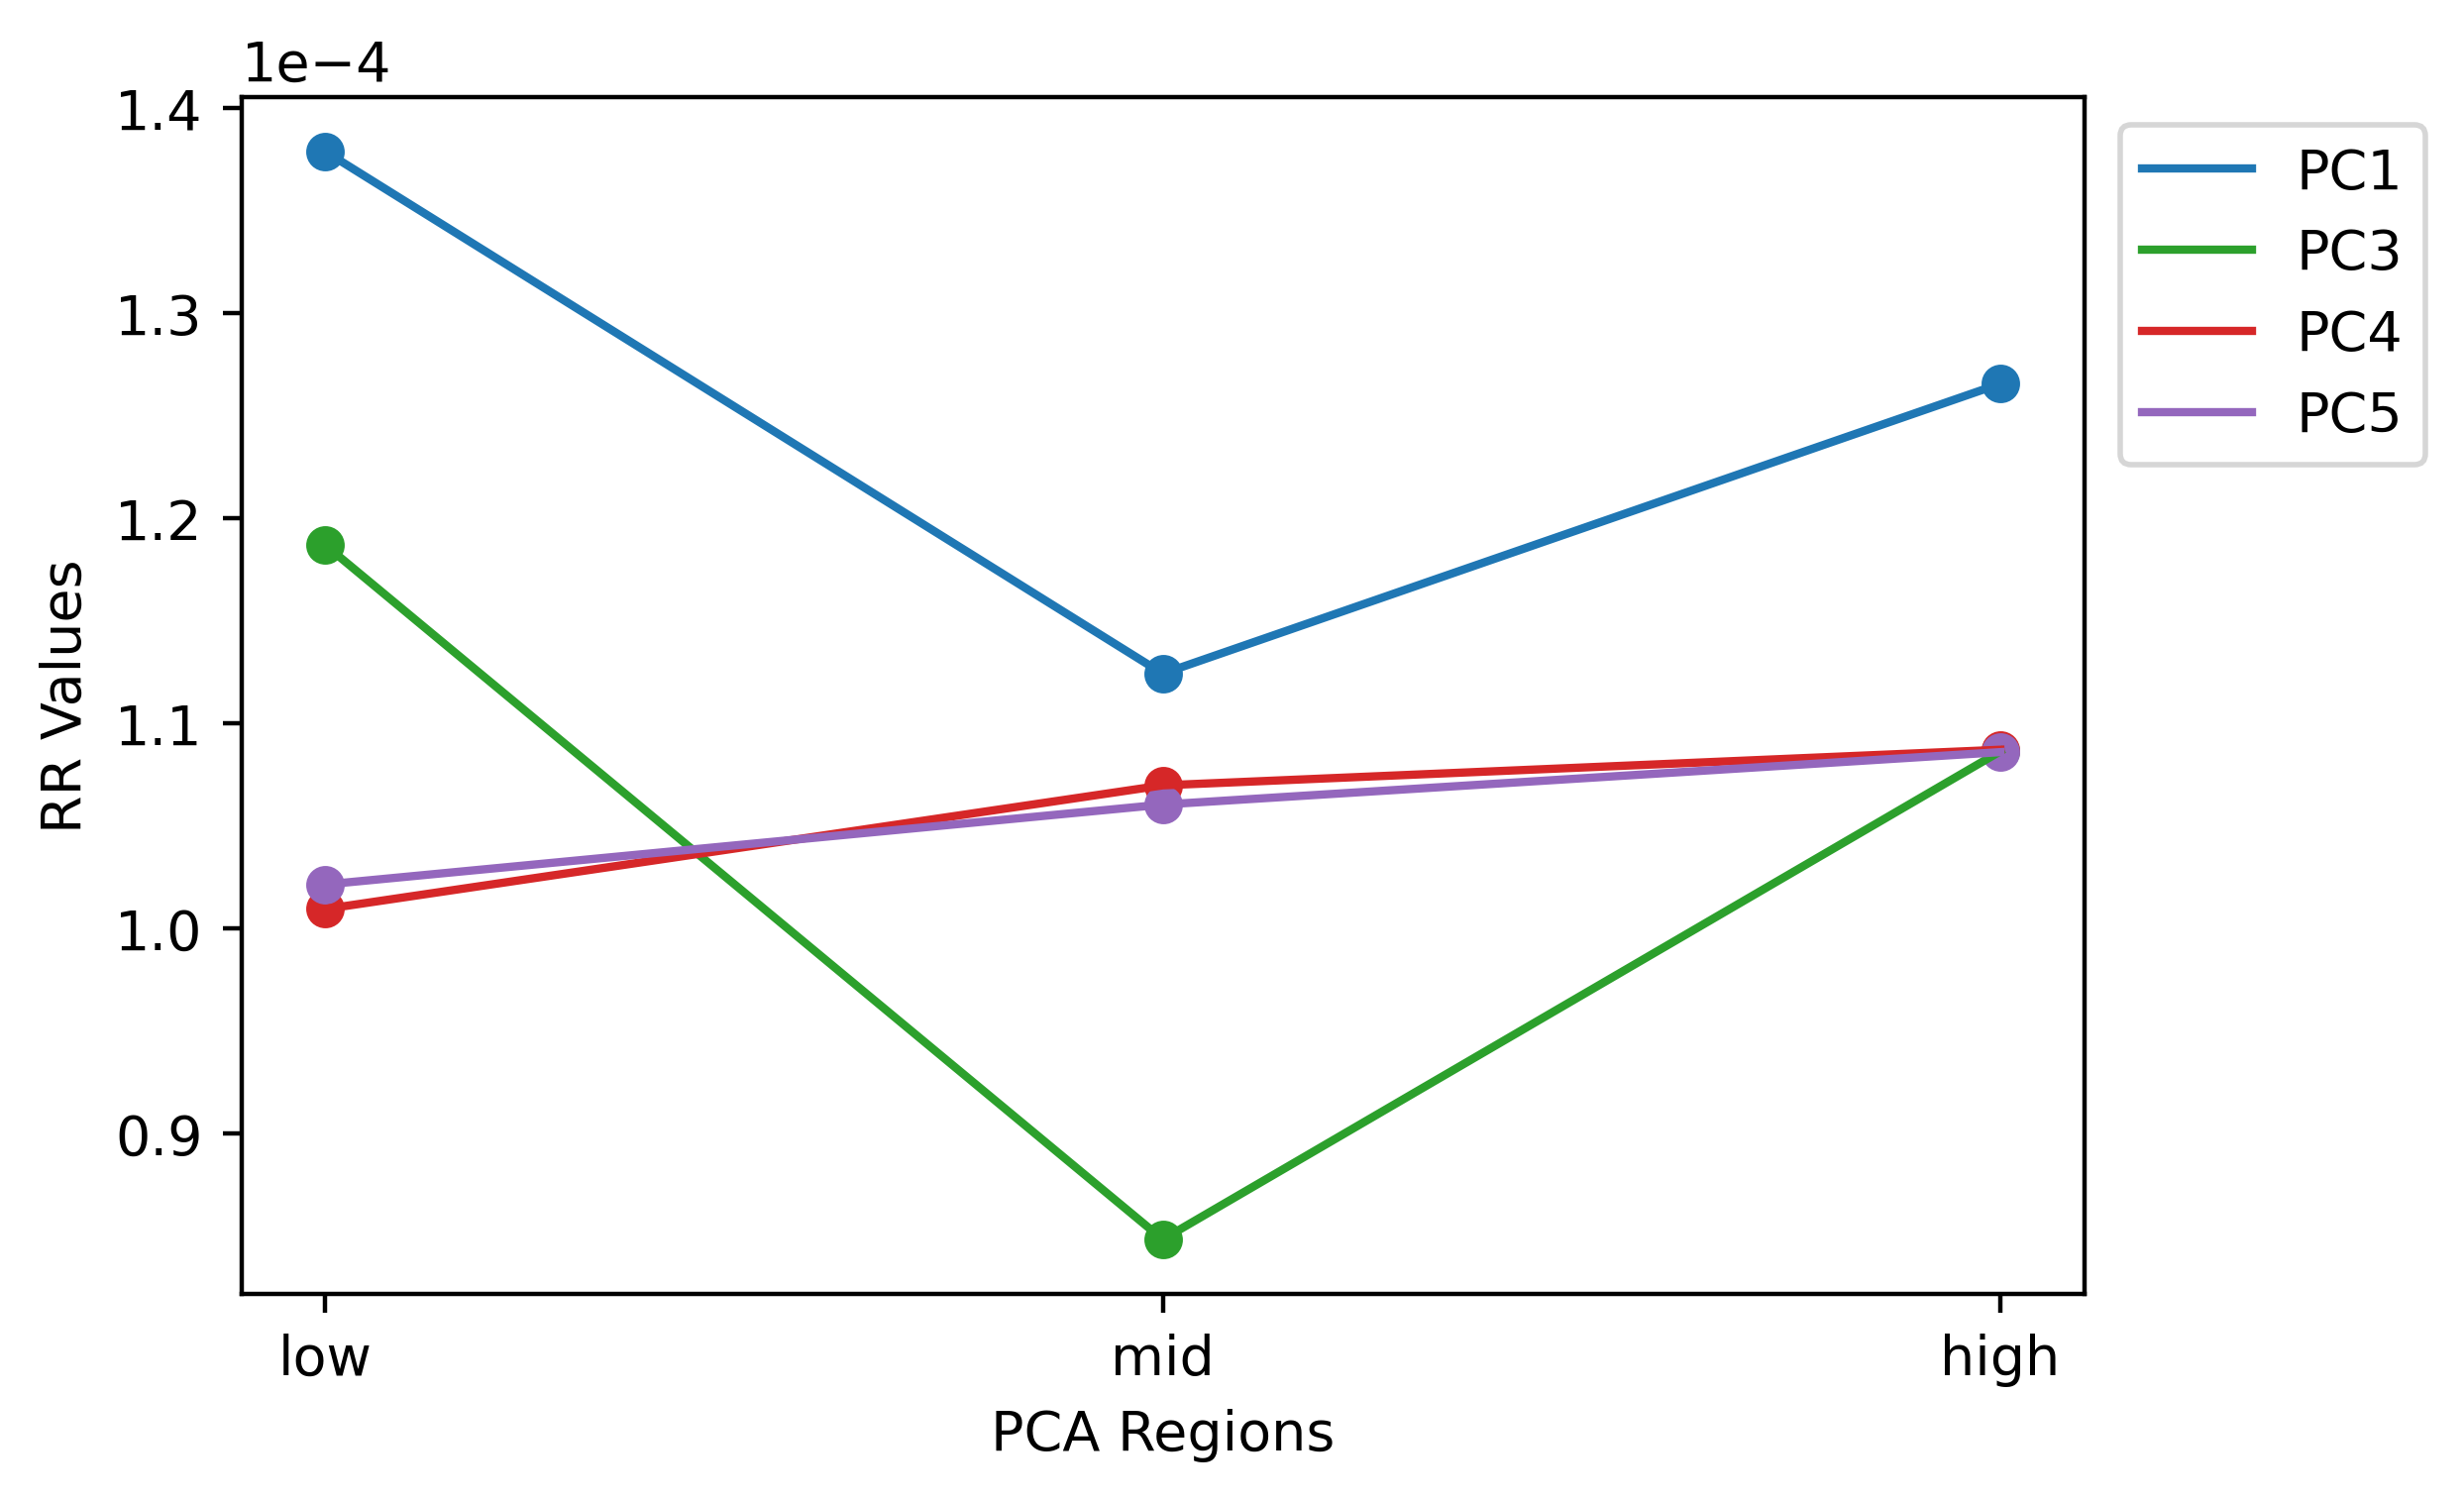 1e−4
1.4
1.3
1.2
1.1
1.0
0.9
RR Values
low
mid
high
PCA Regions
PC1
PC3
PC4
PC5